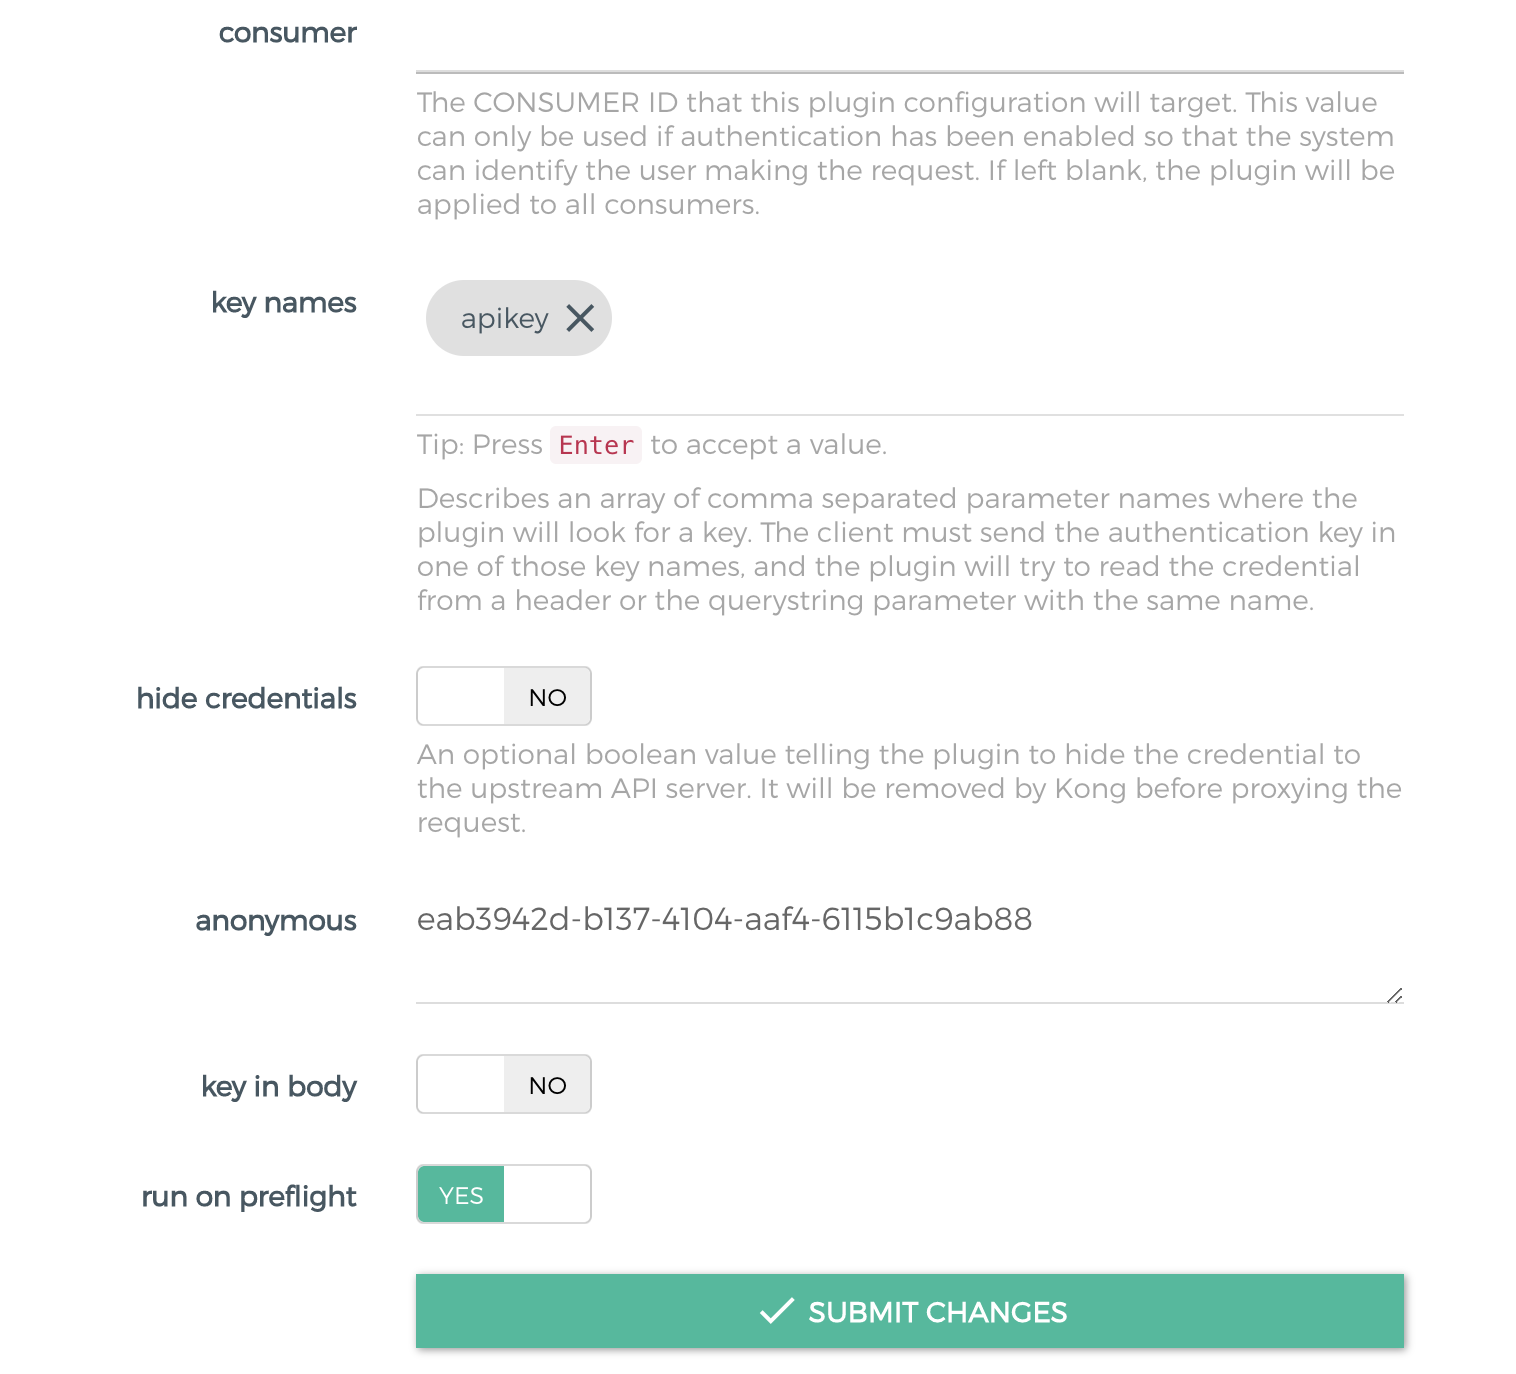 consumer
The CONSUMER ID that this plugin configuration will target. This value
can only be used if authentication has been enabled so that the system
can identify the user making the request. If left blank, the plugin will be
applied to all consumers.
key names
apikey
Tip: Press Enter to accept a value.
Describes an array of comma separated parameter names where the
plugin will look for a key. The client must send the authentication key in
one of those key names, and the plugin will try to read the credential
from a header or the querystring parameter with the same name.
hide credentials
NO
An optional boolean value telling the plugin to hide the credential to
the upstream API server. It will be removed by Kong before proxying the
request.
anonymous
eab3942d-b137-4104-aaf4-6115b1c9ab88
key in body
NO
run on preflight
YES
SUBMIT CHANGES